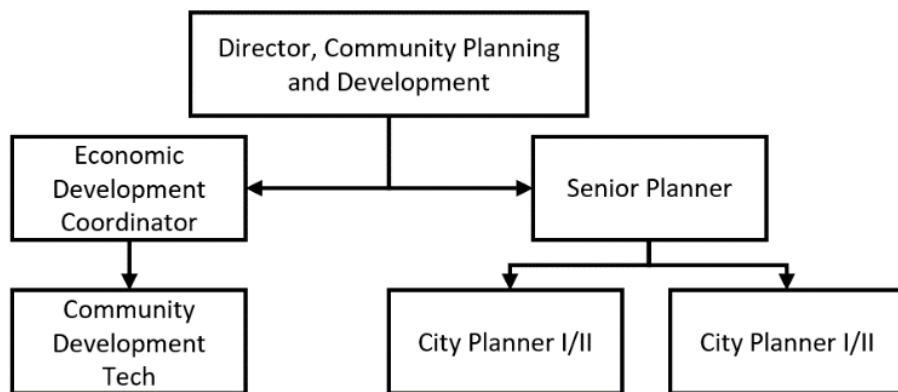 Director, Community Planning
and Development
Economic
Development
Coordinator
Senior Planner
Community
Development
Tech
City Planner I/II
City Planner I/II